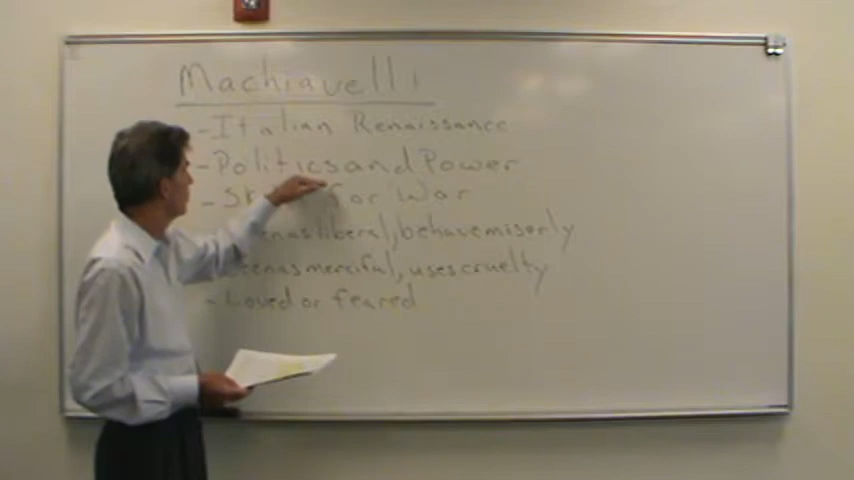 Machiavelli
- Italian Renaissance
- Politics and Power
- for War
as liberal, behave miserly
seen as merciful, uses cruelty
- Loved or feared